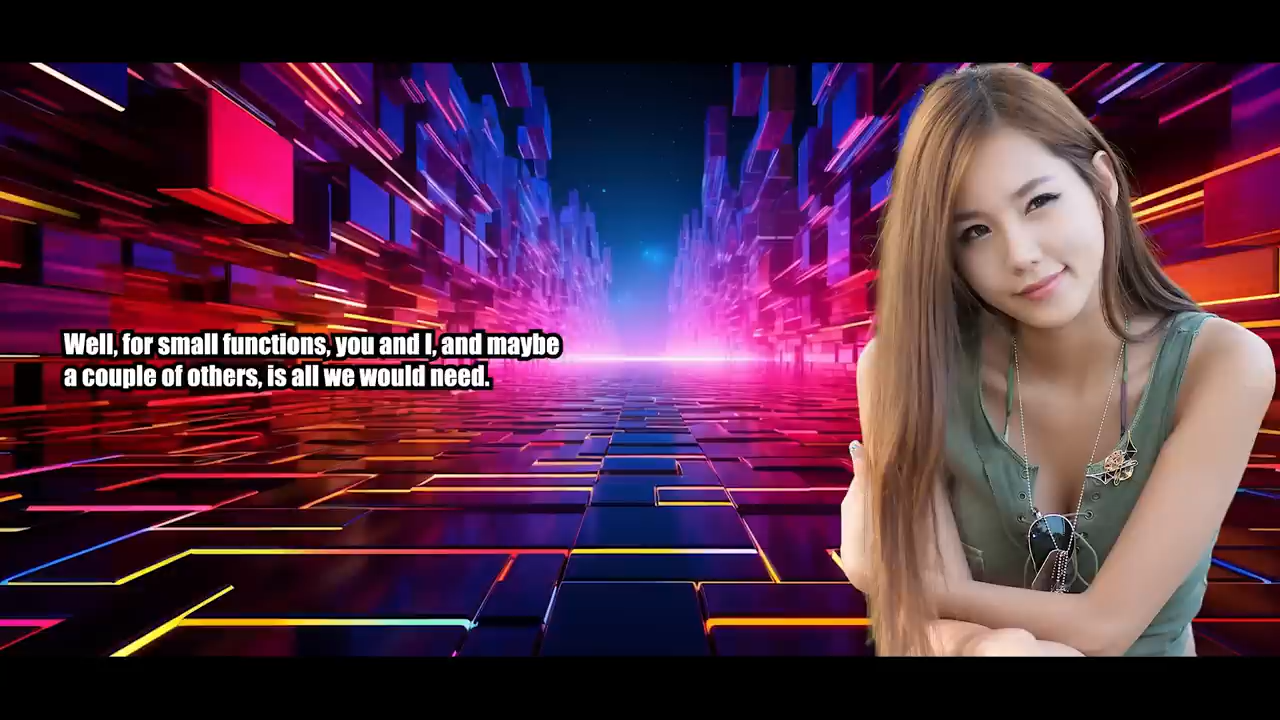 Well, for small functions, you and I, and maybe
a couple of others, is all we would need.